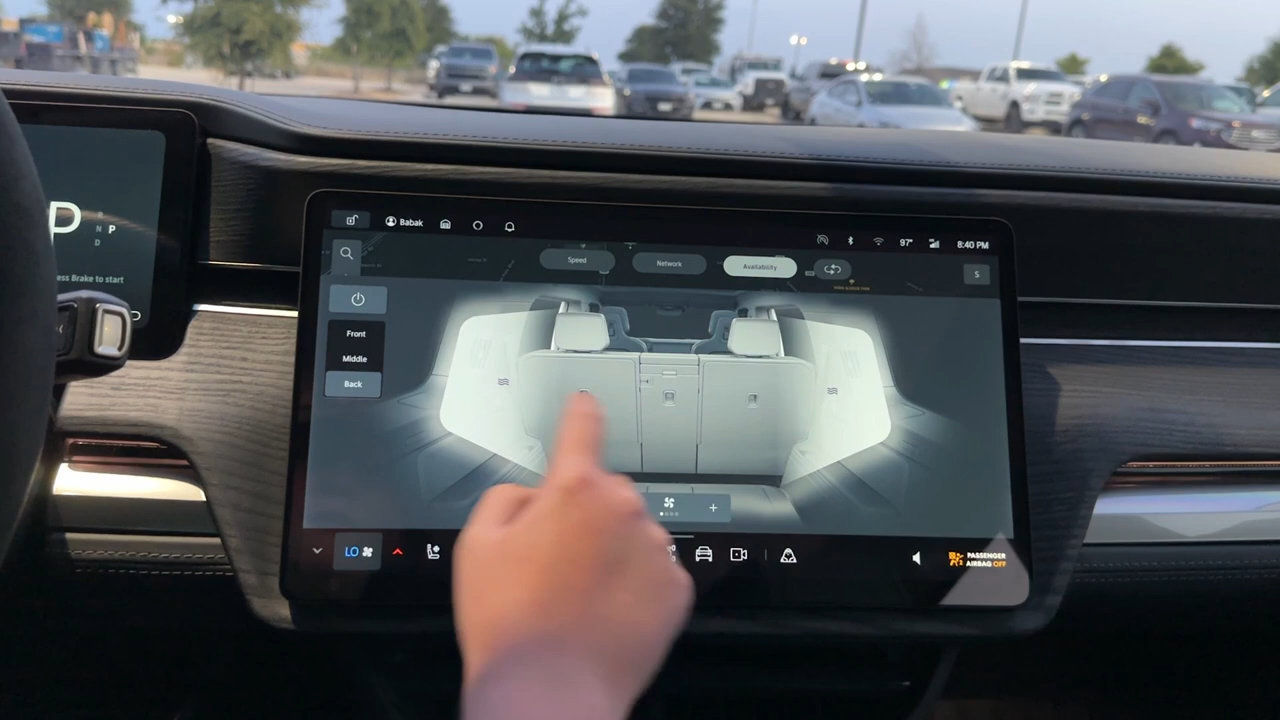 Babak
97°
8:40 PM
Speed
Network
Availability
S
P
R
N P
D
ess Brake to start
Front
Middle
Back
LO
PASSENGER
AIRBAG OFF